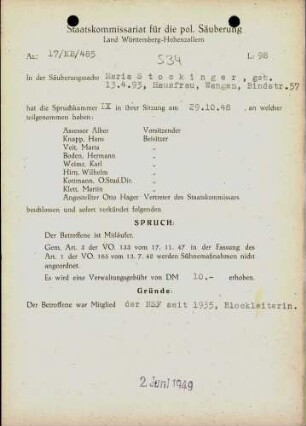 Staatskommissariat für die pol. Säuberung
Land Württemberg-Hohenzollern
Az.: 17/KB/485
L: 98
534
In der Säuberungssache Maria Stockinger, geb.
13.4.93, Hausfrau, Wangen, Bindstr.57
hat die Spruchkammer IX in ihrer Sitzung am 29.10.48 , an welcher
teilgenommen haben:
Assessor Alber Vorsitzender
Knapp, Hans Beisitzer
Veit, Maria "
Boden, Hermann "
Weimer, Karl "
Hirn, Wilhelm "
Kottmann, O.Stud.Dir. "
Klett, Martin "
Angestellter Otto Hager Vertreter des Staatskommissars
beschlossen und sofort verkündet folgenden
SPRUCH:
Der Betroffene ist Mitläufer.
Gem. Art. 2 der VO. 133 vom 17. 11. 47 in der Fassung des
Art. 1 der VO. 165 vom 13. 7. 48 werden Sühnemaßnahmen nicht
angeordnet.
Es wird eine Verwaltungsgebühr von DM 10.- erhoben.
Gründe:
Der Betroffene war Mitglied der NSF seit 1935, Blockleiterin.
2. Juni 1949